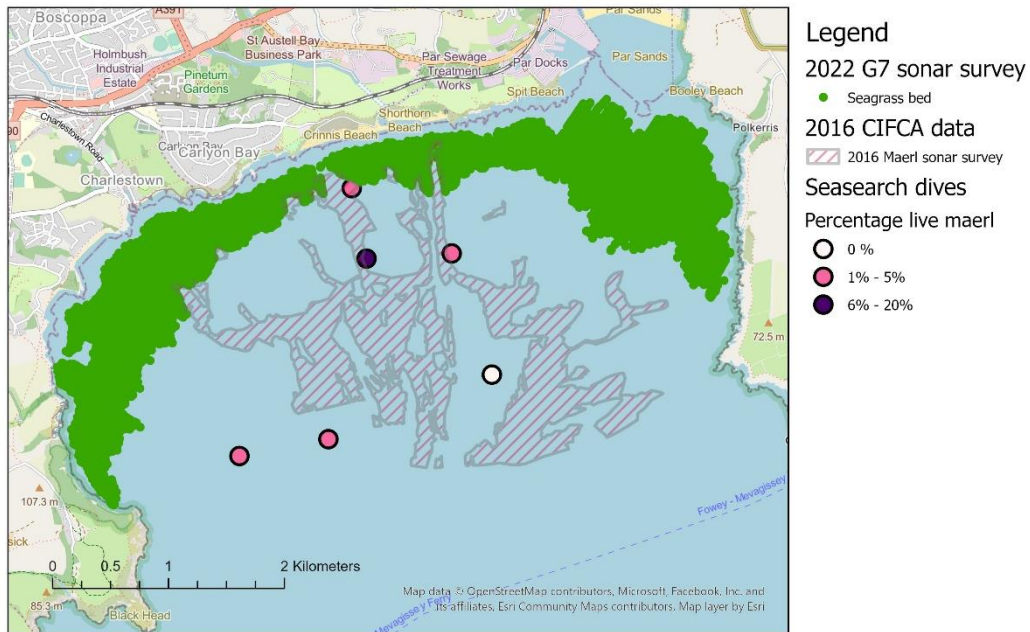 Boscoppa
A391
Holmbush
Industrial
Estate
St Austell Bay
Business Park
Pinetum
Gardens
Par Sewage
Treatment
Works
Par Docks
Par Sands
Par Sands
Spit Beach
Booley Beach
Polkerris
Shorthorn
Beach
Crinnis Beach
90
Charlestown Road
Carlyon Bay
Carlyon Bay
Charlestown
72.5 m
107.3 m
sick
85.3 m
Black Head
Fowey - Mevagissey
Mevagissey Ferry
0 0.5 1 2 Kilometers
Map data © OpenStreetMap contributors, Microsoft, Facebook, Inc. and
its affiliates, Esri Community Maps contributors, Map layer by Esri
Legend
2022 G7 sonar survey
Seagrass bed
2016 CIFCA data
2016 Maerl sonar survey
Seasearch dives
Percentage live maerl
0 %
1% - 5%
6% - 20%